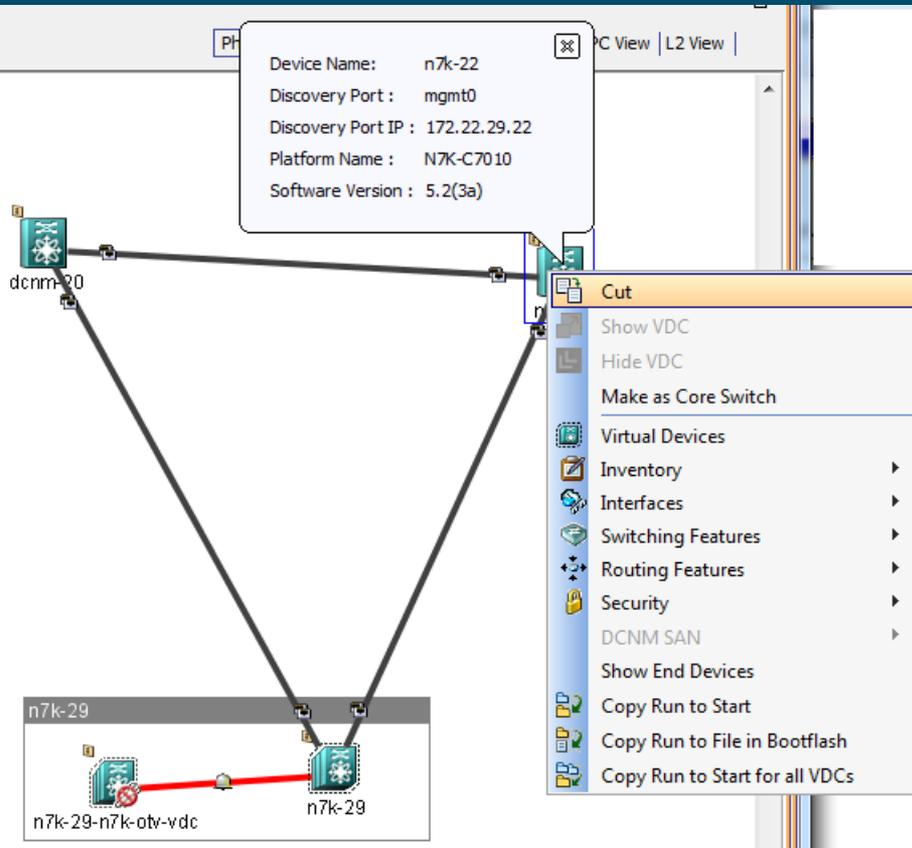 Ph
PC View | L2 View |
Device Name: n7k-22
Discovery Port : mgmt0
Discovery Port IP : 172.22.29.22
Platform Name : N7K-C7010
Software Version : 5.2(3a)
dcnm-20
n
Cut
Show VDC
Hide VDC
Make as Core Switch
Virtual Devices
Inventory
Interfaces
Switching Features
Routing Features
Security
DCNM SAN
Show End Devices
Copy Run to Start
Copy Run to File in Bootflash
Copy Run to Start for all VDCs
n7k-29
n7k-29
n7k-29-n7k-otv-vdc